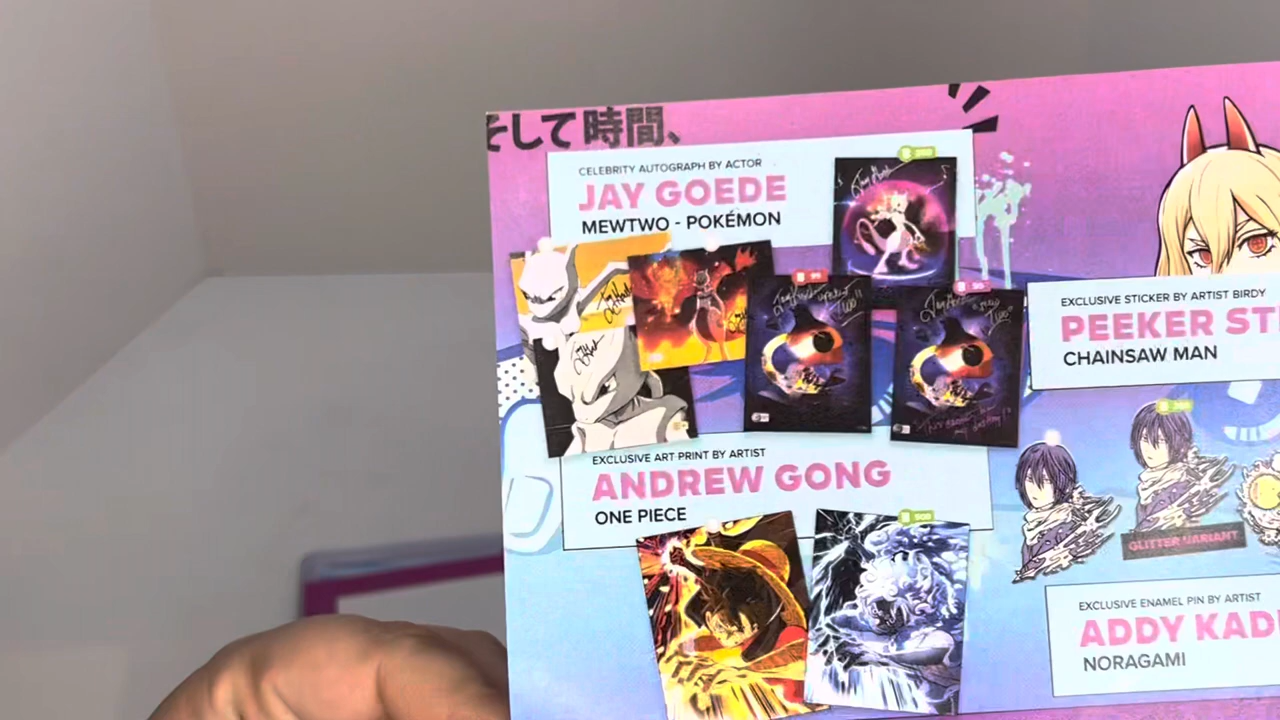 そして時間、
CELEBRITY AUTOGRAPH BY ACTOR
JAY GOEDE
MEWTWO - POKÉMON
EXCLUSIVE STICKER BY ARTIST BIRDY
PEEKER ST
CHAINSAW MAN
EXCLUSIVE ART PRINT BY ARTIST
ANDREW GONG
ONE PIECE
GLITTER VARIANT
EXCLUSIVE ENAMEL PIN BY ARTIST
ADDY KAD
NORAGAMI